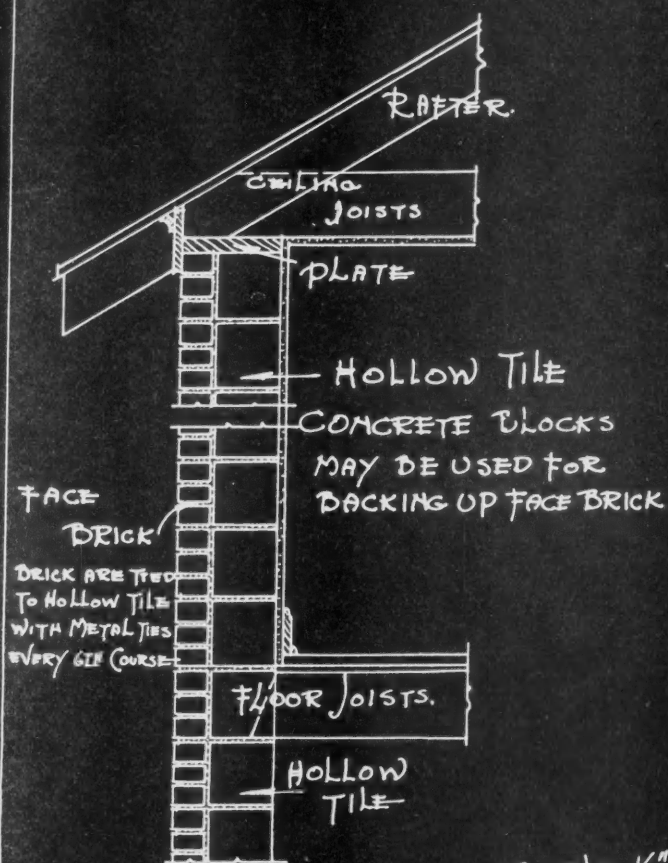 RAFTER.
CEILING
JOISTS
PLATE
HOLLOW TILE
CONCRETE BLOCKS
MAY BE USED FOR
BACKING UP FACE BRICK
FACE
BRICK
BRICK ARE TIED
TO HOLLOW TILE
WITH METAL TIES
EVERY 6TH COURSE
FLOOR JOISTS.
HOLLOW
TILE